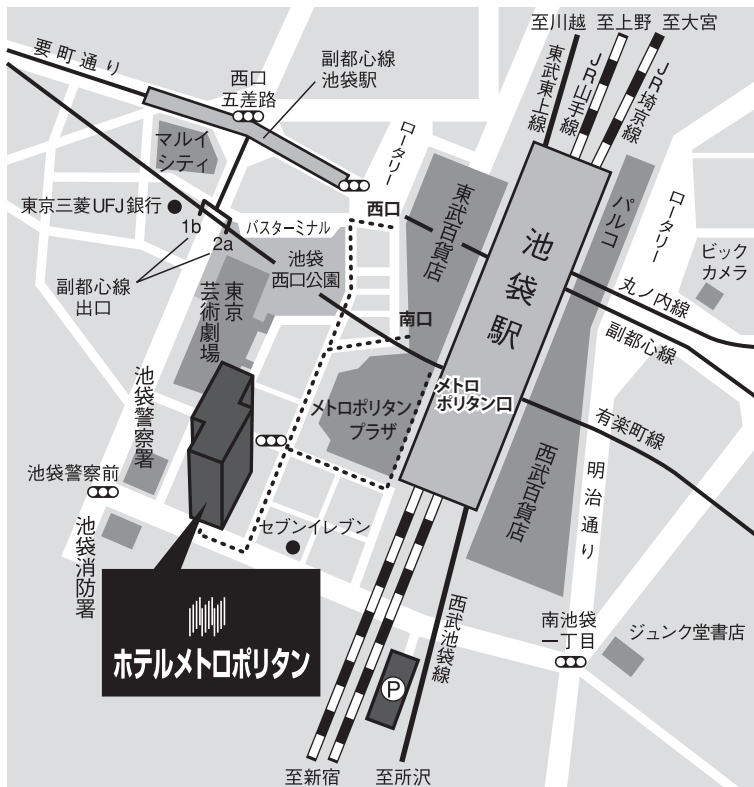 至川越
至上野
至大宮
東武東上線
JR山手線
JR埼京線
要町通り
副都心線
池袋駅
西口
五差路
マルイ
シティ
ロータリー
東京三菱UFJ銀行
1b
2a
バスターミナル
西口
東武百貨店
池袋駅
パルコ
ロータリー
ビック
カメラ
副都心線
出口
池袋
西口公園
東京
芸術劇場
南口
丸ノ内線
副都心線
メトロ
ポリタン口
メトロポリタン
プラザ
有楽町線
池袋警察署
池袋警察前
西武百貨店
明治通り
池袋消防署
セブンイレブン
ホテルメトロポリタン
西武池袋線
南池袋
一丁目
ジュンク堂書店
P
至新宿
至所沢